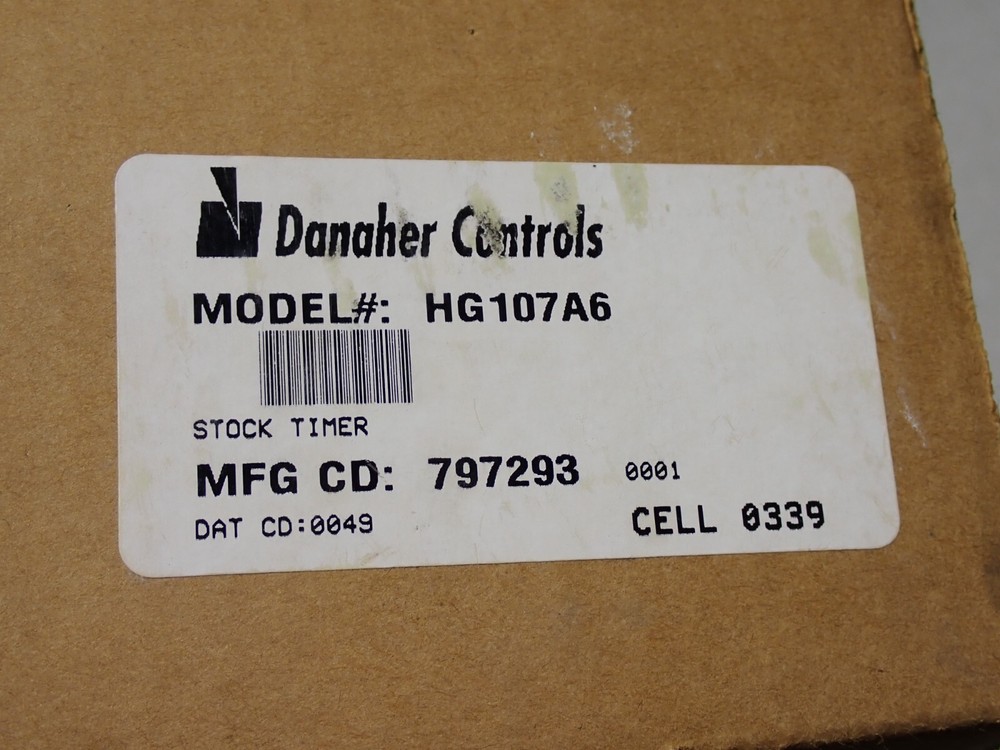 Danaher Controls
MODEL#: HG107A6
STOCK TIMER
MFG CD: 797293 0001
DAT CD:0049
CELL 0339